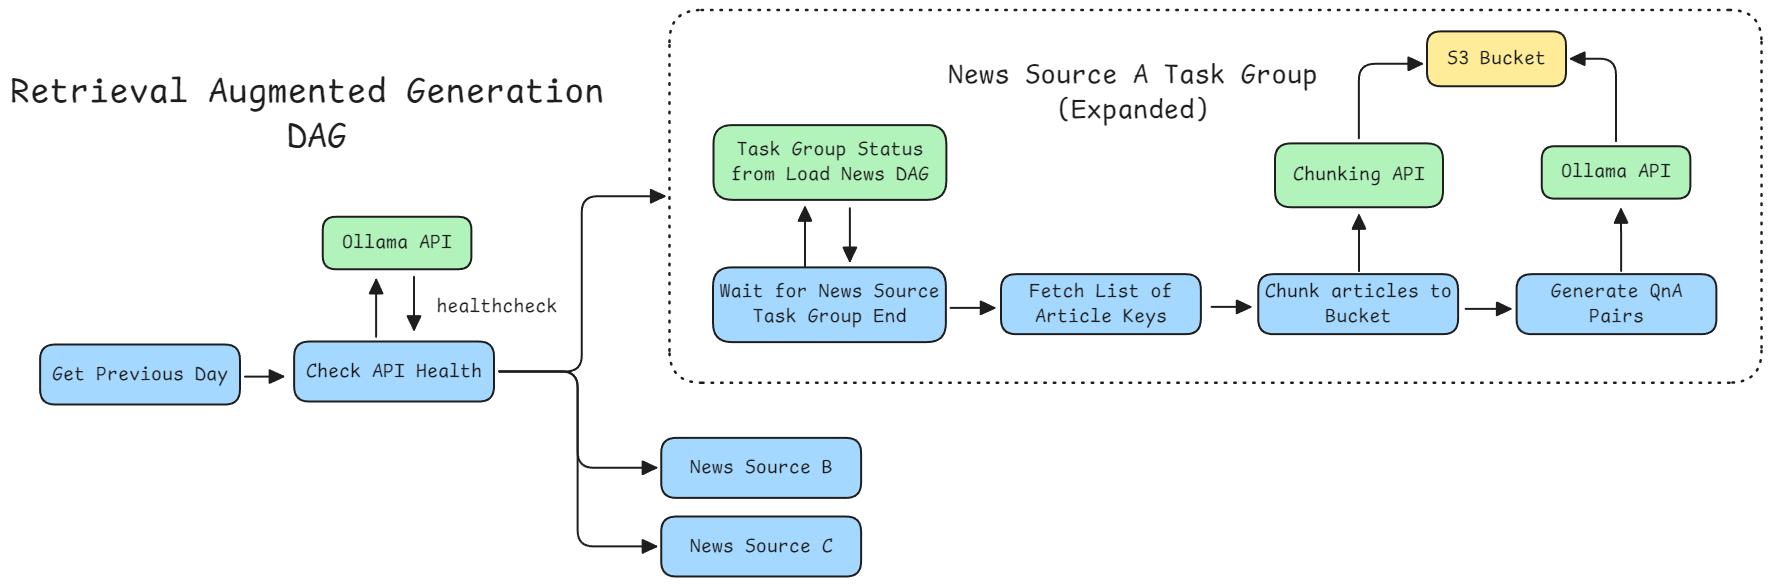 Retrieval Augmented Generation
DAG
News Source A Task Group
(Expanded)
S3 Bucket
Task Group Status
from Load News DAG
Chunking API
Ollama API
Ollama API
healthcheck
Wait for News Source
Task Group End
Fetch List of
Article Keys
Chunk articles to
Bucket
Generate QnA
Pairs
Get Previous Day
Check API Health
News Source B
News Source C